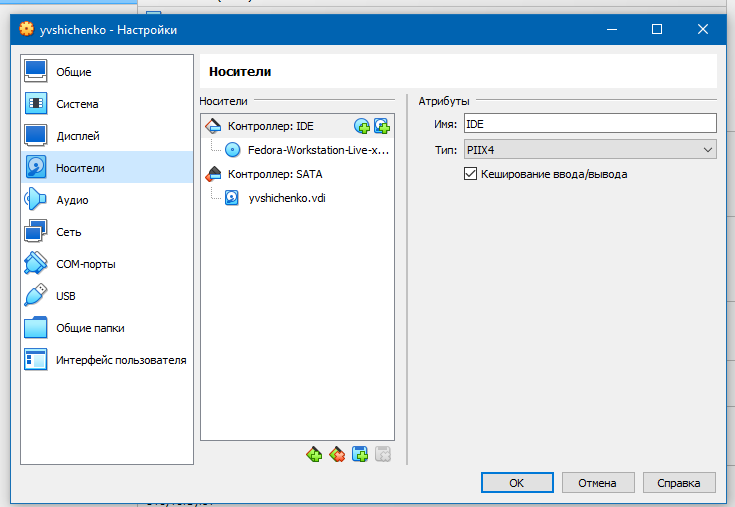 yvshichenko - Настройки
Общие
Система
Дисплей
Носители
Аудио
Сеть
COM-порты
USB
Общие папки
Интерфейс пользователя
Носители
Носители
Контроллер: IDE
Fedora-Workstation-Live-x...
Контроллер: SATA
yvshichenko.vdi
Атрибуты
Имя: IDE
Тип: PIIX4
Кеширование ввода/вывода
OK Отмена Справка